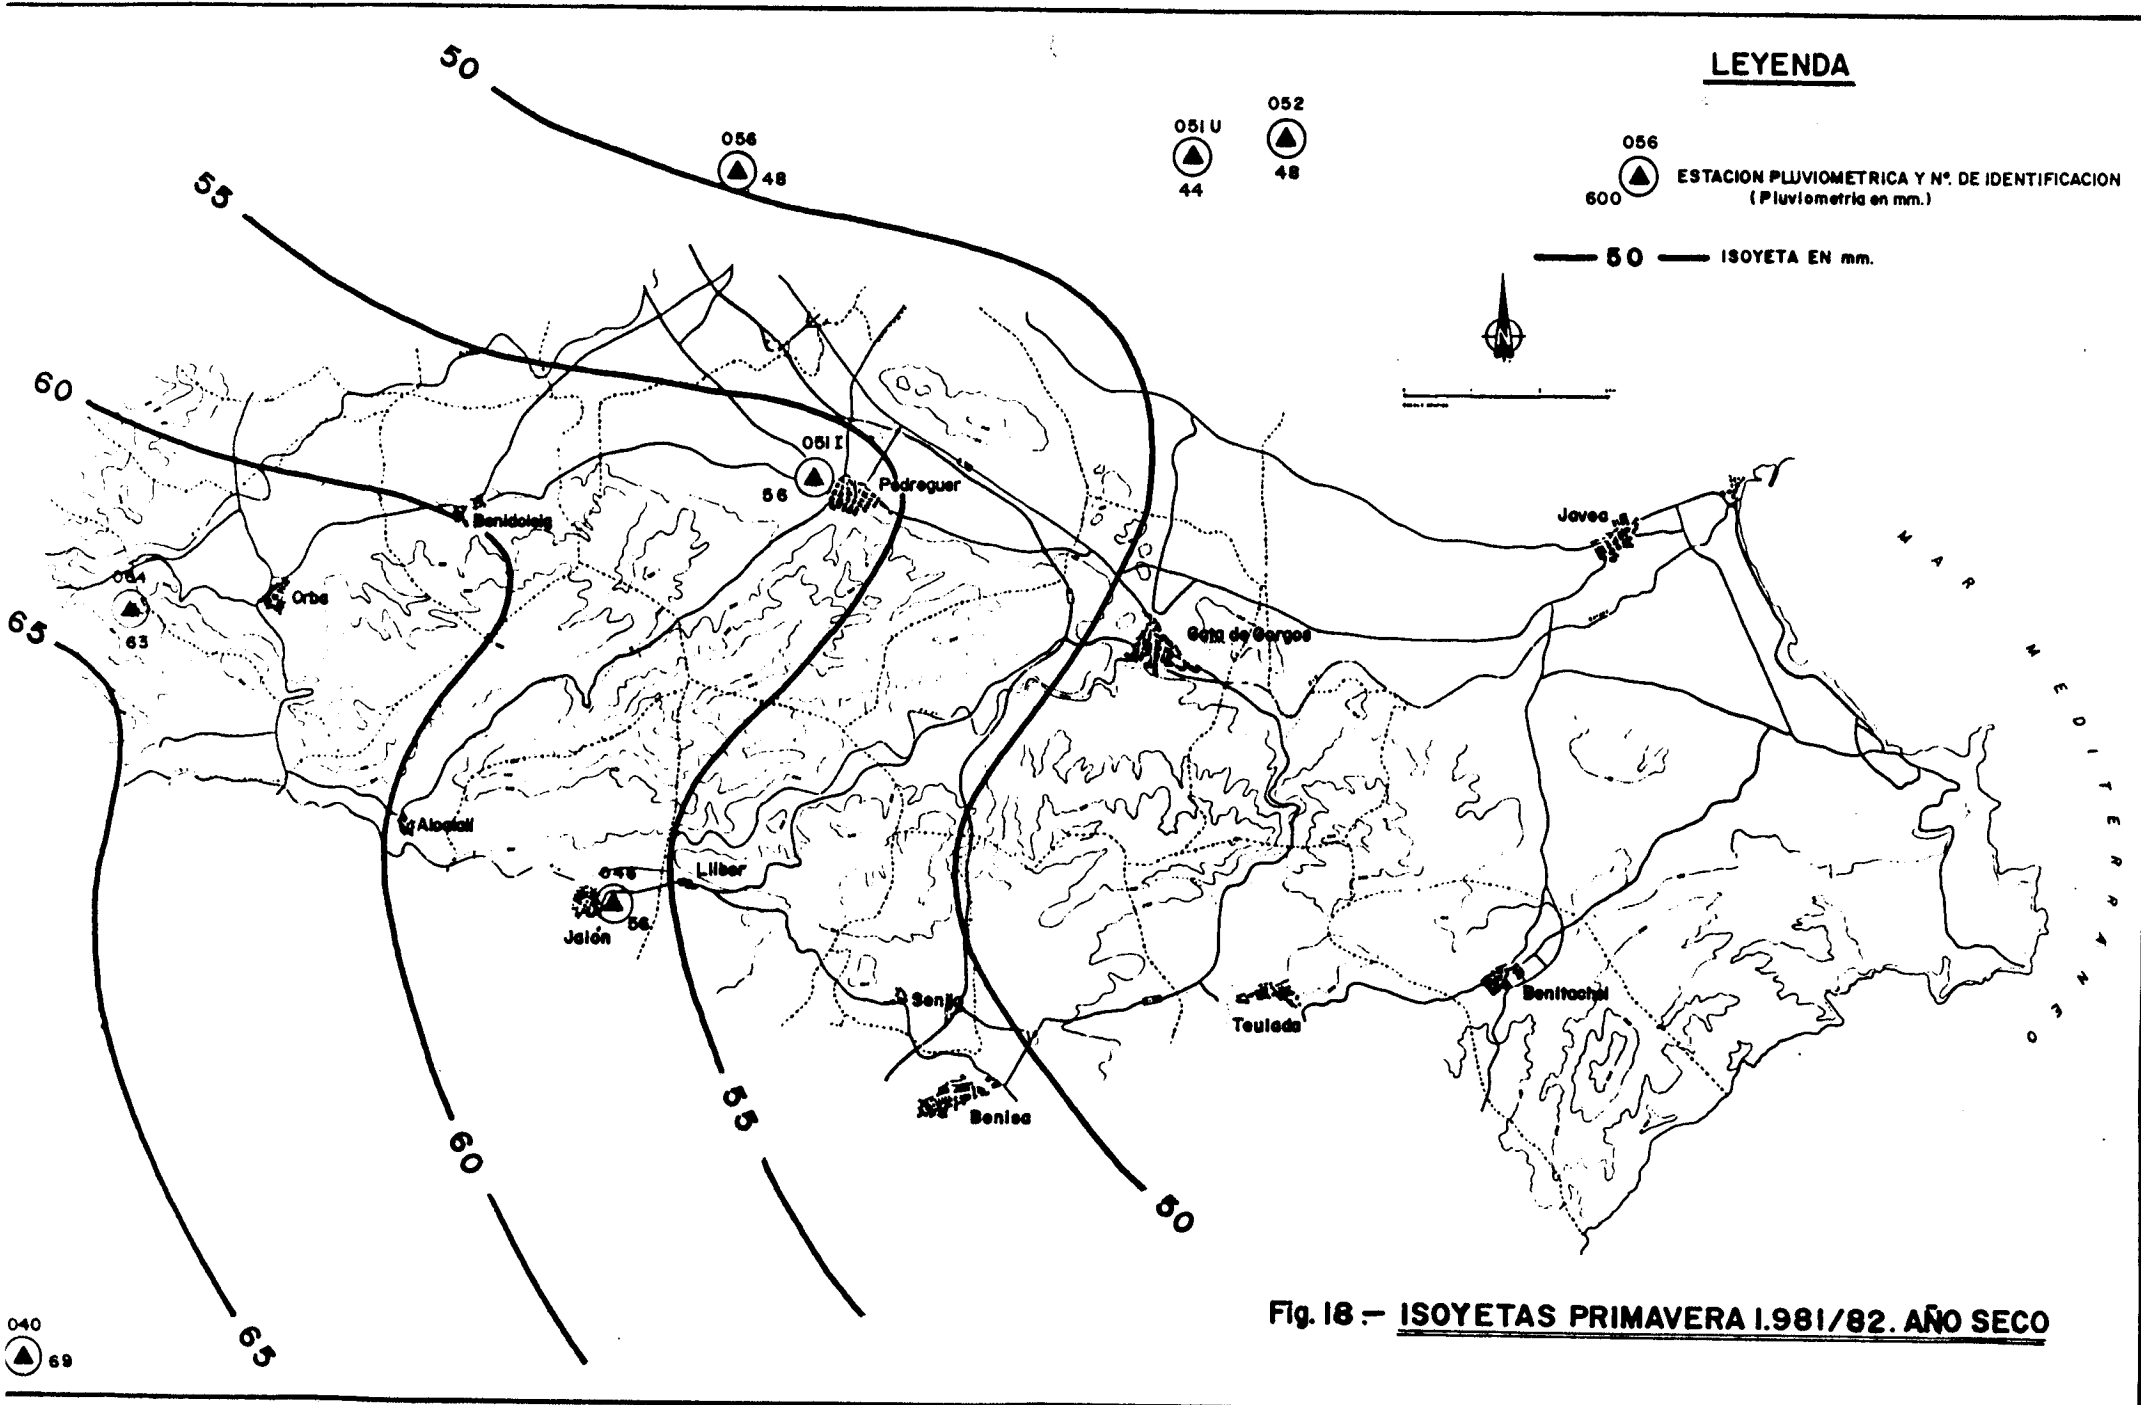 LEYENDA
056
600
ESTACION PLUVIOMETRICA Y Nº. DE IDENTIFICACION
(Pluviometria en mm.)
50 ISOYETA EN mm.
N
50
056
48
051 U
44
052
48
55
60
051 I
56
Pedreguer
Benidoleig
Javea
064
63
Orba
65
Gata de Gorgos
MAR MEDITERRANEO
Alcalali
Lliber
048
56
Jalón
Senija
Benitachel
Teulada
Benisa
55
60
50
65
040
69
Fig. 18.- ISOYETAS PRIMAVERA 1.981/82. AÑO SECO